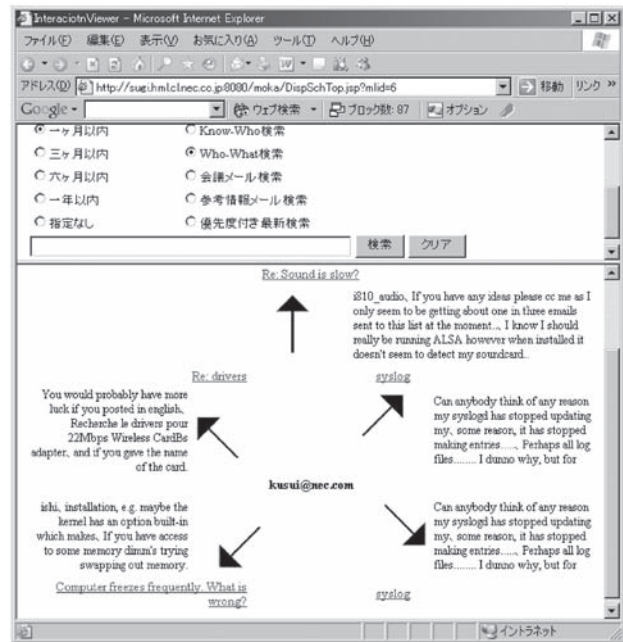 InteraciotnViewer - Microsoft Internet Explorer
ファイル(F) 編集(E) 表示(V) お気に入り(A) ツール(T) ヘルプ(H)
アドレス(D) http://sugi.hml.cl.nec.co.jp:8080/moka/DispSchTop.jsp?mlid=6 移動 リンク »
Google ウェブ検索 ブロック数: 87 オプション
一ヶ月以内 Know-Who検索
三ヶ月以内 Who-What検索
六ヶ月以内 会議メール検索
一年以内 参考情報メール検索
指定なし 優先度付き最新検索
検索 クリア
Re: Sound is slow?
i810_audio、If you have any ideas please cc me as I
only seem to be getting about one in three emails
sent to this list at the moment...、I know I should
really be running ALSA however when installed it
doesn't seem to detect my soundcard..
Re: drivers
You would probably have more
luck if you posted in english、
Recherche le drivers pour
22Mbps Wireless CardBs
adapter、and if you gave the name
of the card.
syslog
Can anybody think of any reason
my syslogd has stopped updating
my、some reason, it has stopped
making entries.....、Perhaps all log
files........ I dunno why, but for
kusui@nec.com
ishi、installation, e.g. maybe the
kernel has an option built-in
which makes、If you have access
to some memory dimm's trying
swapping out memory.
Computer freezes frequently. What is
wrong?
Can anybody think of any reason
my syslogd has stopped updating
my、some reason, it has stopped
making entries.....、Perhaps all log
files........ I dunno why, but for
syslog
イントラネット